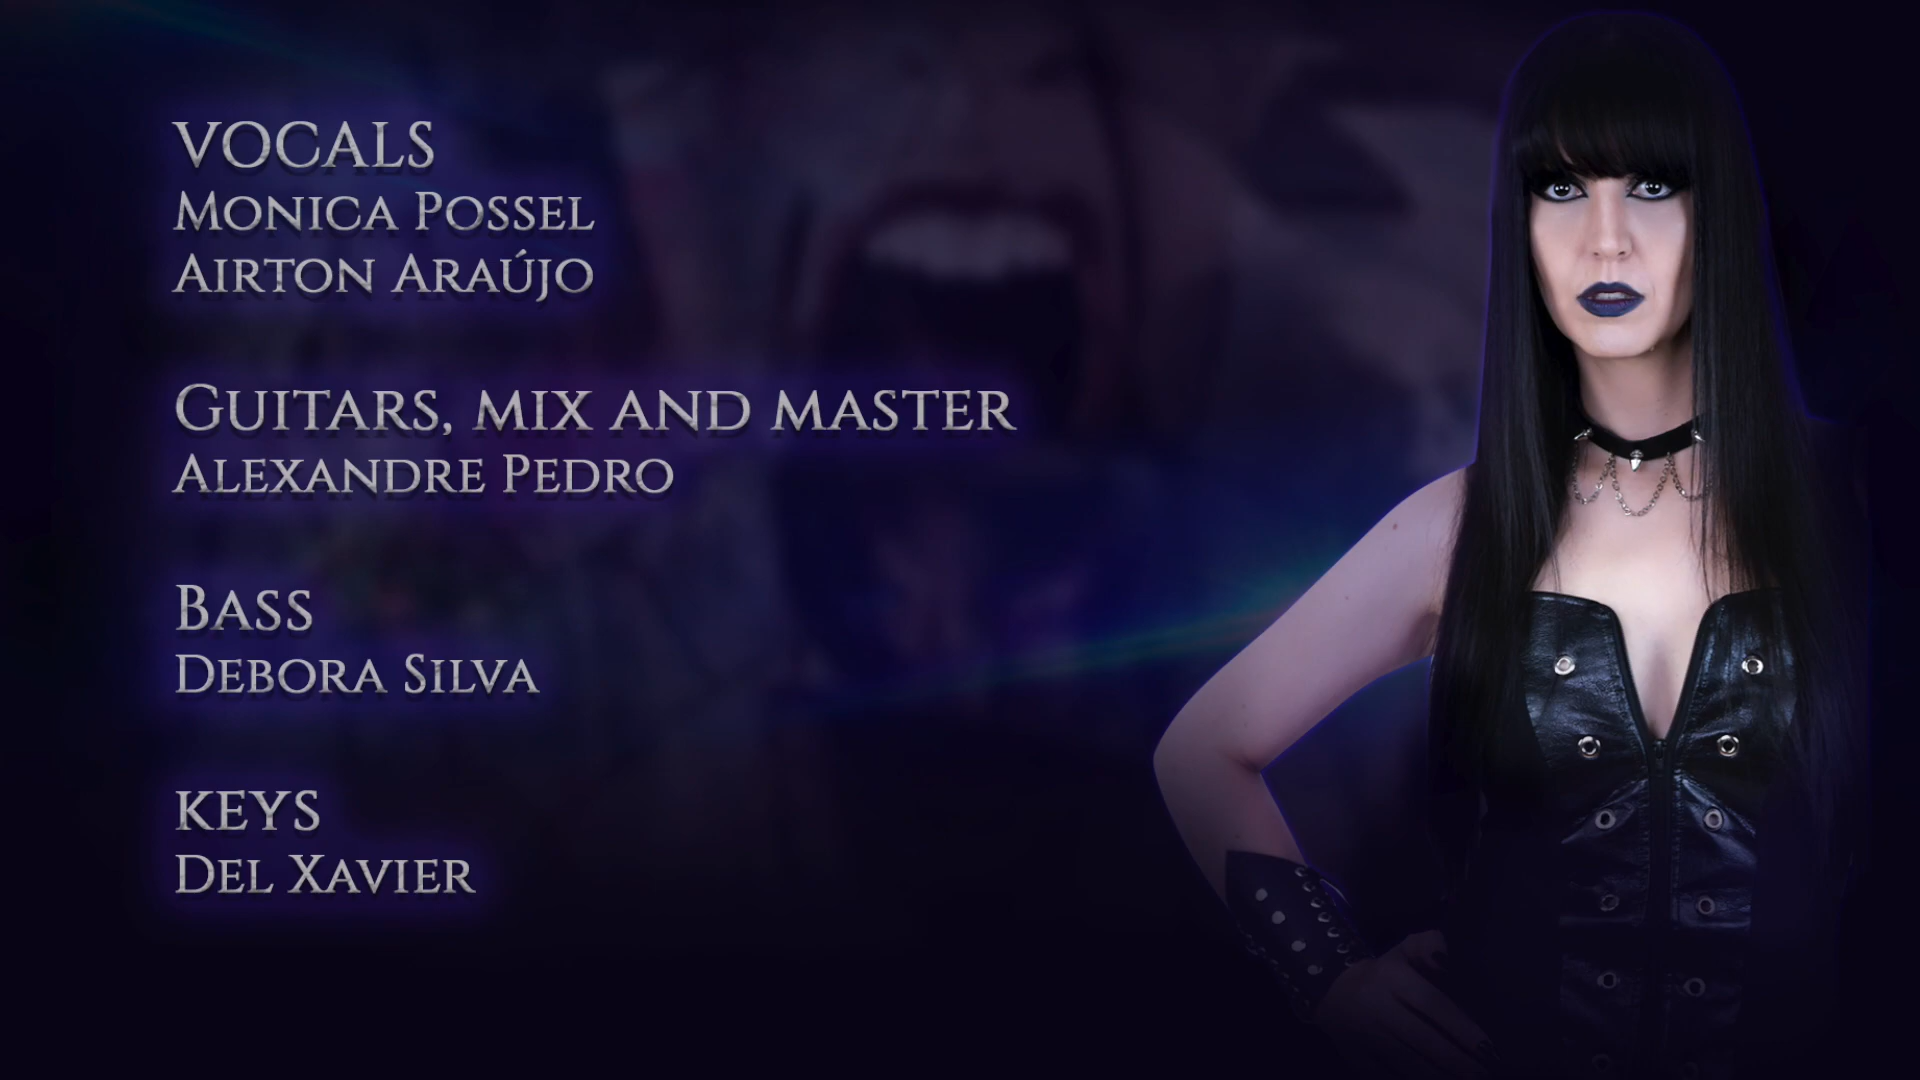 VOCALS
Monica Possel
Airton Araújo
Guitars, mix and master
Alexandre Pedro
Bass
Debora Silva
keys
Del Xavier